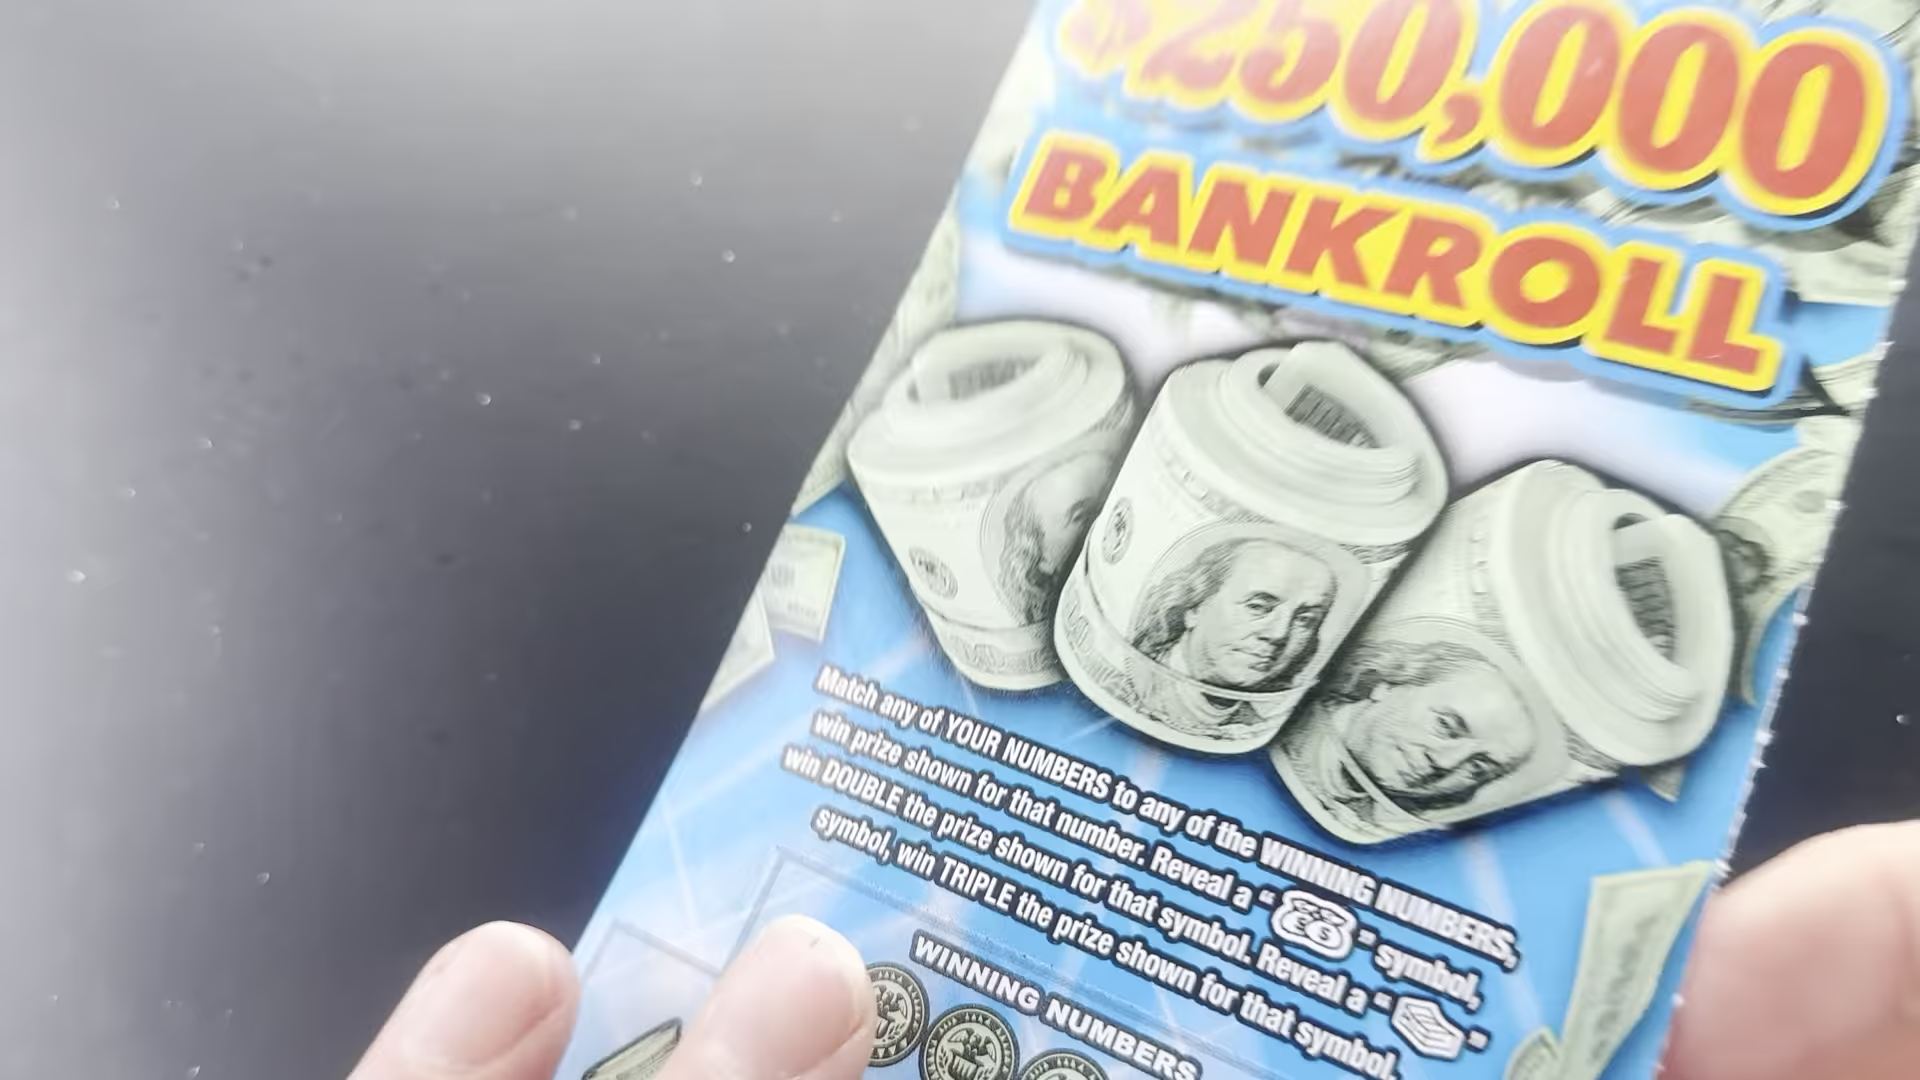 $250,000
BANKROLL
Match any of YOUR NUMBERS to any of the WINNING NUMBERS,
win prize shown for that number. Reveal a “ ” symbol,
win DOUBLE the prize shown for that symbol. Reveal a “ ”
symbol, win TRIPLE the prize shown for that symbol.
WINNING NUMBERS